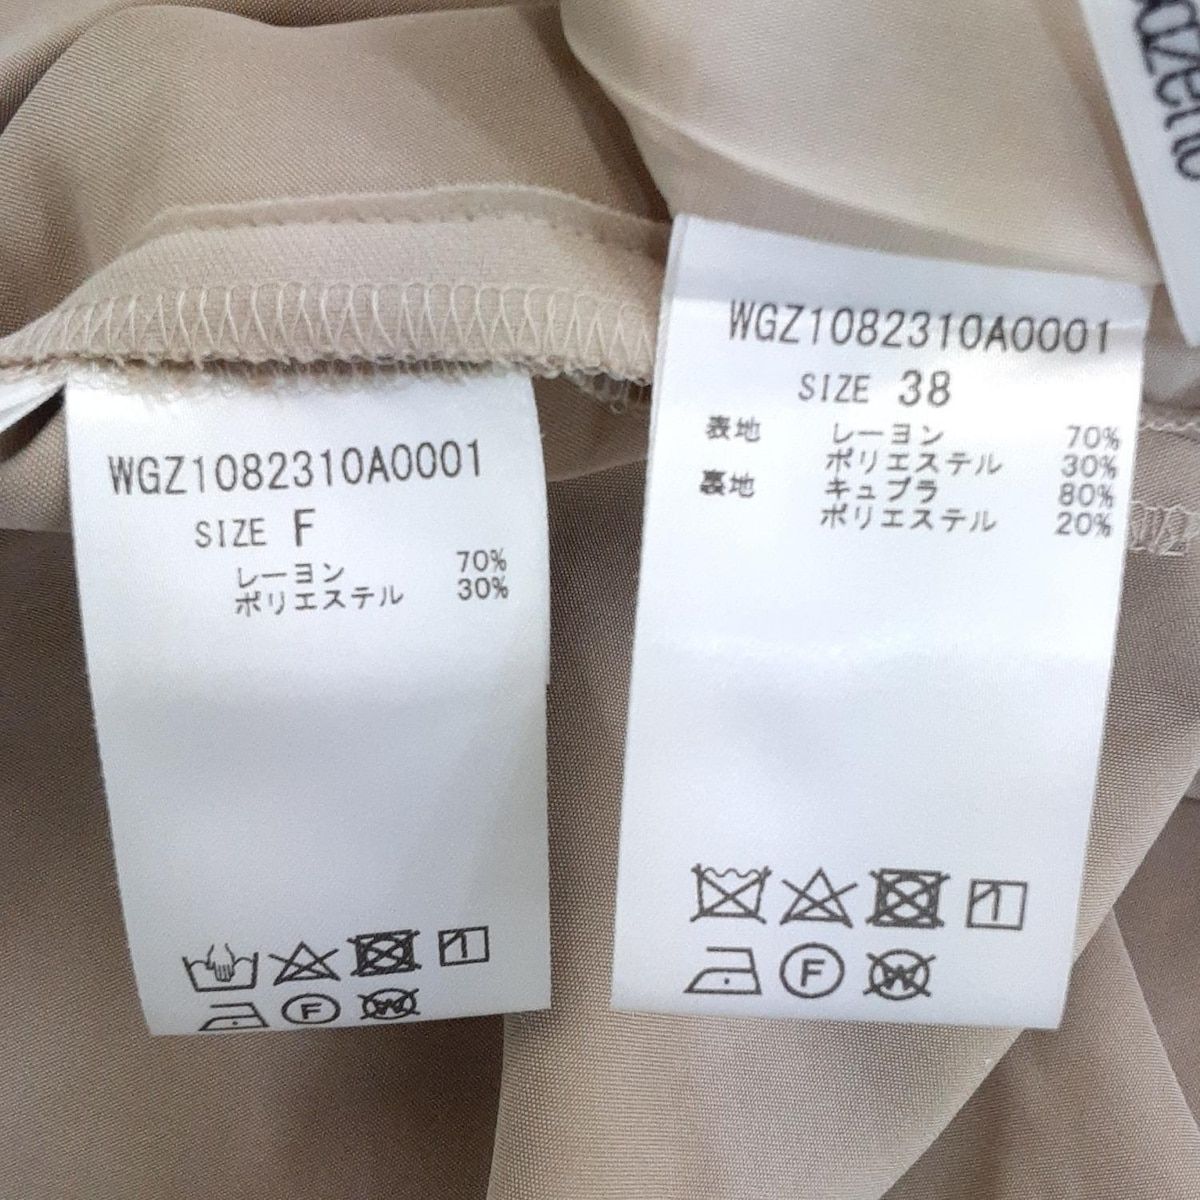 WGZ1082310A0001
SIZE F
レーヨン 70%
ポリエステル 30%
F
W
WGZ1082310A0001
SIZE 38
表地 レーヨン 70%
ポリエステル 30%
裏地 キュプラ 80%
ポリエステル 20%
F
W